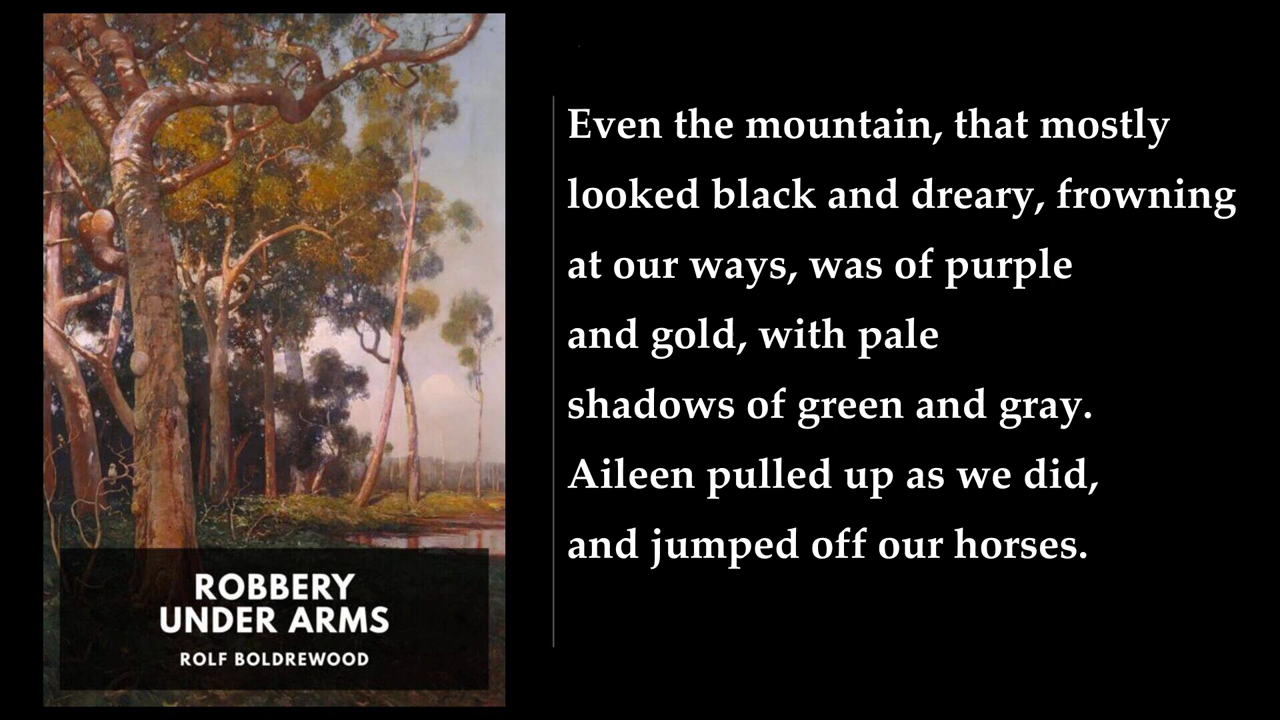 Even the mountain, that mostly
looked black and dreary, frowning
at our ways, was of purple
and gold, with pale
shadows of green and gray.
Aileen pulled up as we did,
and jumped off our horses.
ROBBERY
UNDER ARMS
ROLF BOLDREWOOD